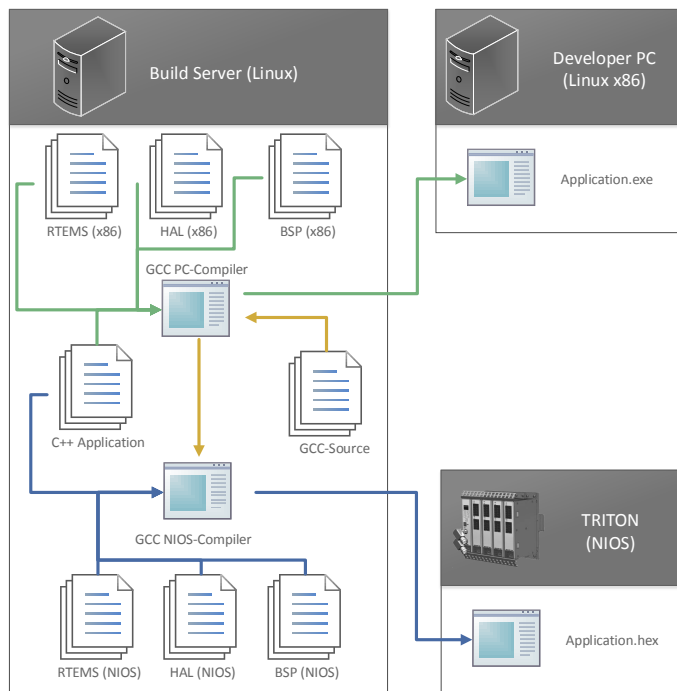 Build Server (Linux)
Developer PC
(Linux x86)
Application.exe
RTEMS (x86)
HAL (x86)
BSP (x86)
GCC PC-Compiler
C++ Application
GCC-Source
GCC NIOS-Compiler
TRITON
(NIOS)
Application.hex
RTEMS (NIOS)
HAL (NIOS)
BSP (NIOS)